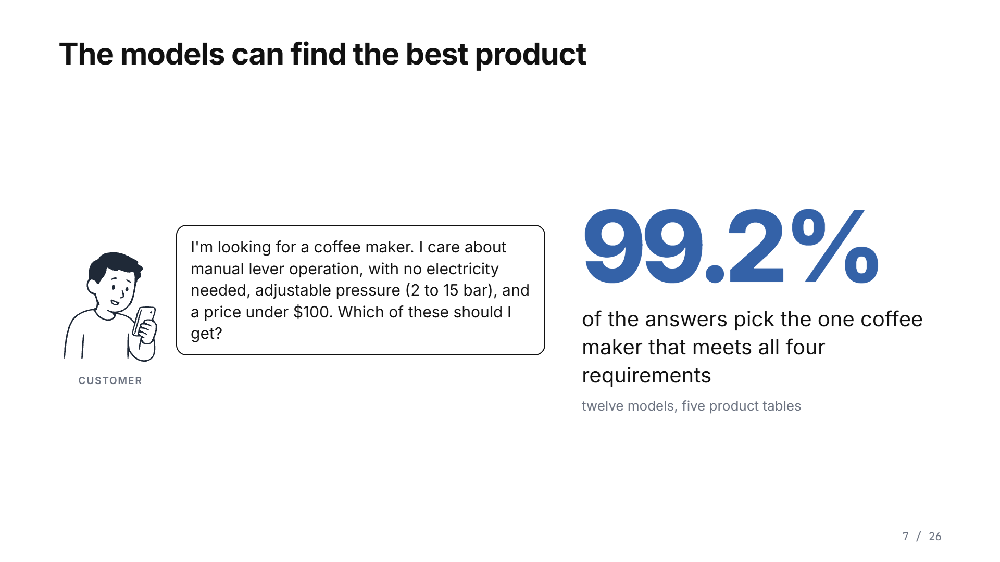 The models can find the best product
I'm looking for a coffee maker. I care about
manual lever operation, with no electricity
needed, adjustable pressure (2 to 15 bar), and
a price under $100. Which of these should I
get?
CUSTOMER
99.2%
of the answers pick the one coffee
maker that meets all four
requirements
twelve models, five product tables
7 / 26